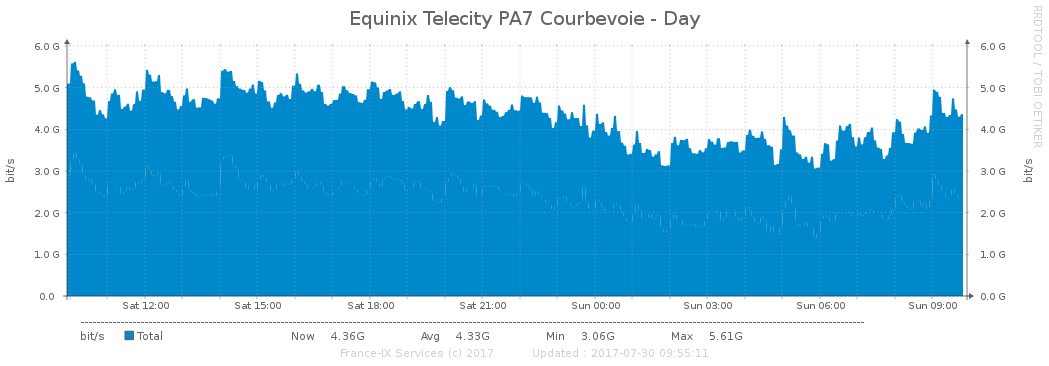 Equinix Telecity PA7 Courbevoie - Day
RRDTOOL / TOBI OETIKER
6.0 G 6.0 G
5.0 G 5.0 G
4.0 G 4.0 G
3.0 G 3.0 G
2.0 G 2.0 G
1.0 G 1.0 G
0.0 0.0 G
bit/s bit/s
Sat 12:00 Sat 15:00 Sat 18:00 Sat 21:00 Sun 00:00 Sun 03:00 Sun 06:00 Sun 09:00
bit/s Total Now 4.36G Avg 4.33G Min 3.06G Max 5.61G
France-IX Services (c) 2017 Updated : 2017-07-30 09:55:11